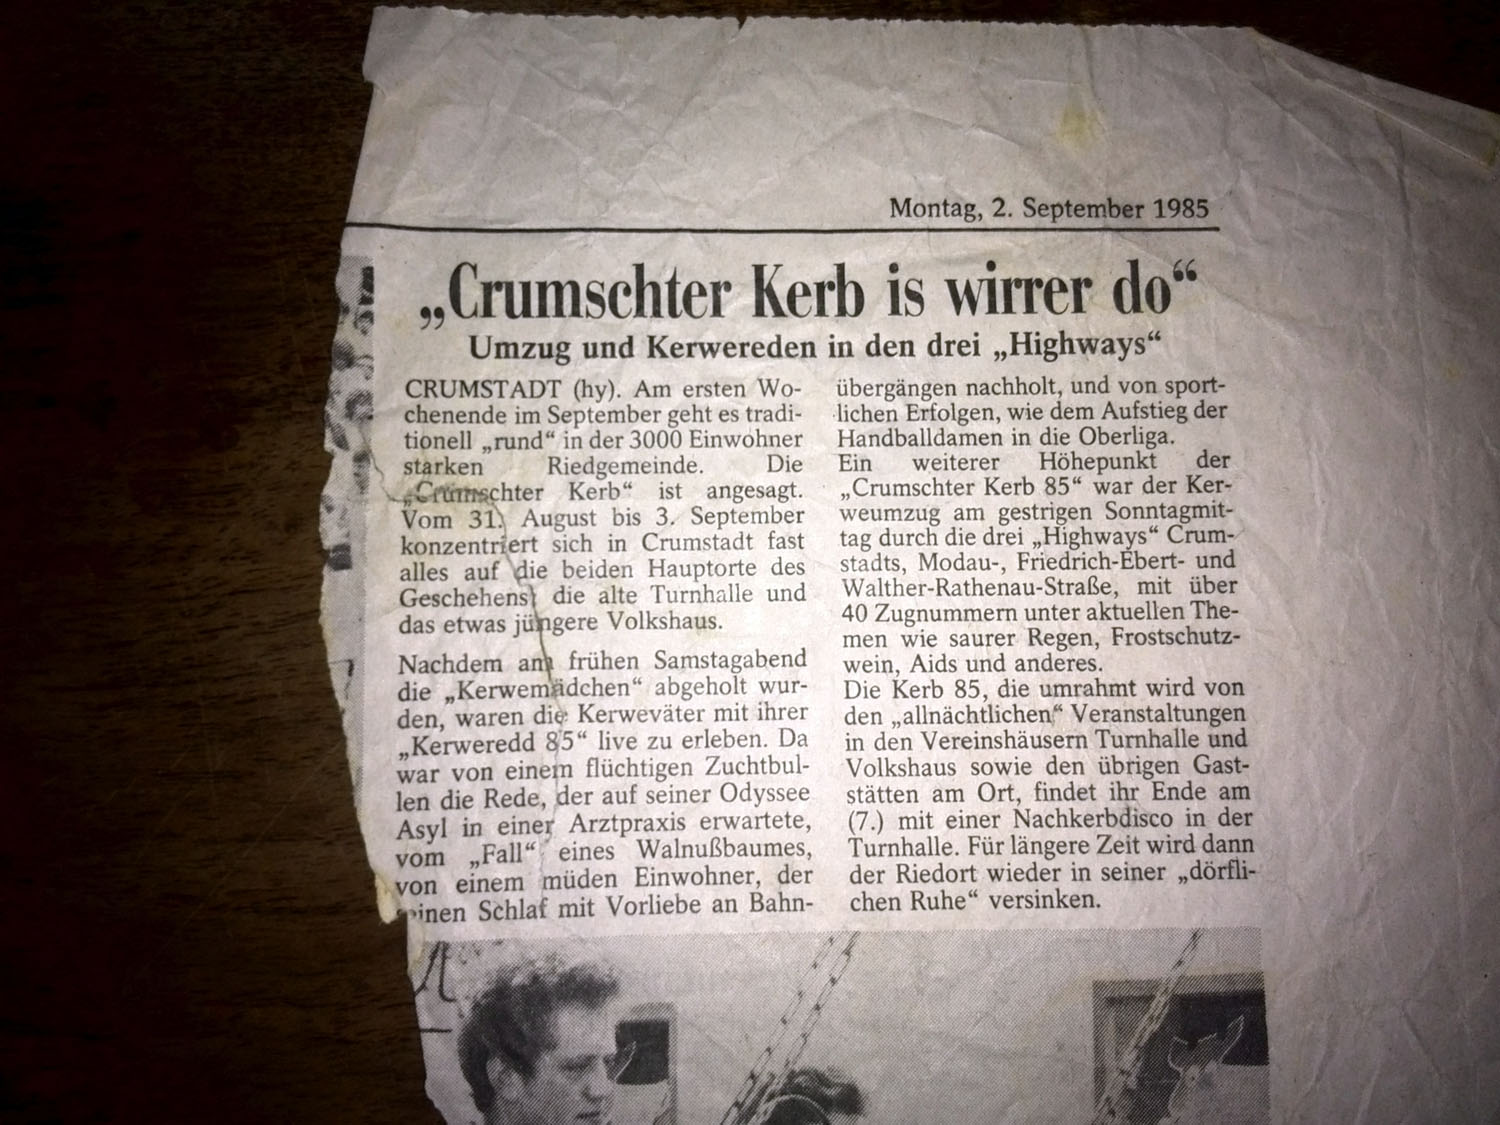 Montag, 2. September 1985
„Crumschter Kerb is wirrer do“
Umzug und Kerwereden in den drei „Highways“
CRUMSTADT (hy). Am ersten Wo-
chenende im September geht es tradi-
tionell „rund“ in der 3000 Einwohner
starken Riedgemeinde. Die
„Crumschter Kerb“ ist angesagt.
Vom 31. August bis 3. September
konzentriert sich in Crumstadt fast
alles auf die beiden Hauptorte des
Geschehens, die alte Turnhalle und
das etwas jüngere Volkshaus.
Nachdem am frühen Samstagabend
die „Kerwemädchen“ abgeholt wur-
den, waren die Kerweväter mit ihrer
„Kerweredd 85“ live zu erleben. Da
war von einem flüchtigen Zuchtbul-
len die Rede, der auf seiner Odyssee
Asyl in einer Arztpraxis erwartete,
vom „Fall“ eines Walnußbaumes,
von einem müden Einwohner, der
seinen Schlaf mit Vorliebe an Bahn-
übergängen nachholt, und von sport-
lichen Erfolgen, wie dem Aufstieg der
Handballdamen in die Oberliga.
Ein weiterer Höhepunkt der
„Crumschter Kerb 85“ war der Ker-
weumzug am gestrigen Sonntagmit-
tag durch die drei „Highways“ Crum-
stadts, Modau-, Friedrich-Ebert- und
Walther-Rathenau-Straße, mit über
40 Zugnummern unter aktuellen The-
men wie saurer Regen, Frostschutz-
wein, Aids und anderes.
Die Kerb 85, die umrahmt wird von
den „allnächtlichen“ Veranstaltungen
in den Vereinshäusern Turnhalle und
Volkshaus sowie den übrigen Gast-
stätten am Ort, findet ihr Ende am
(7.) mit einer Nachkerbdisco in der
Turnhalle. Für längere Zeit wird dann
der Riedort wieder in seiner „dörfli-
chen Ruhe“ versinken.